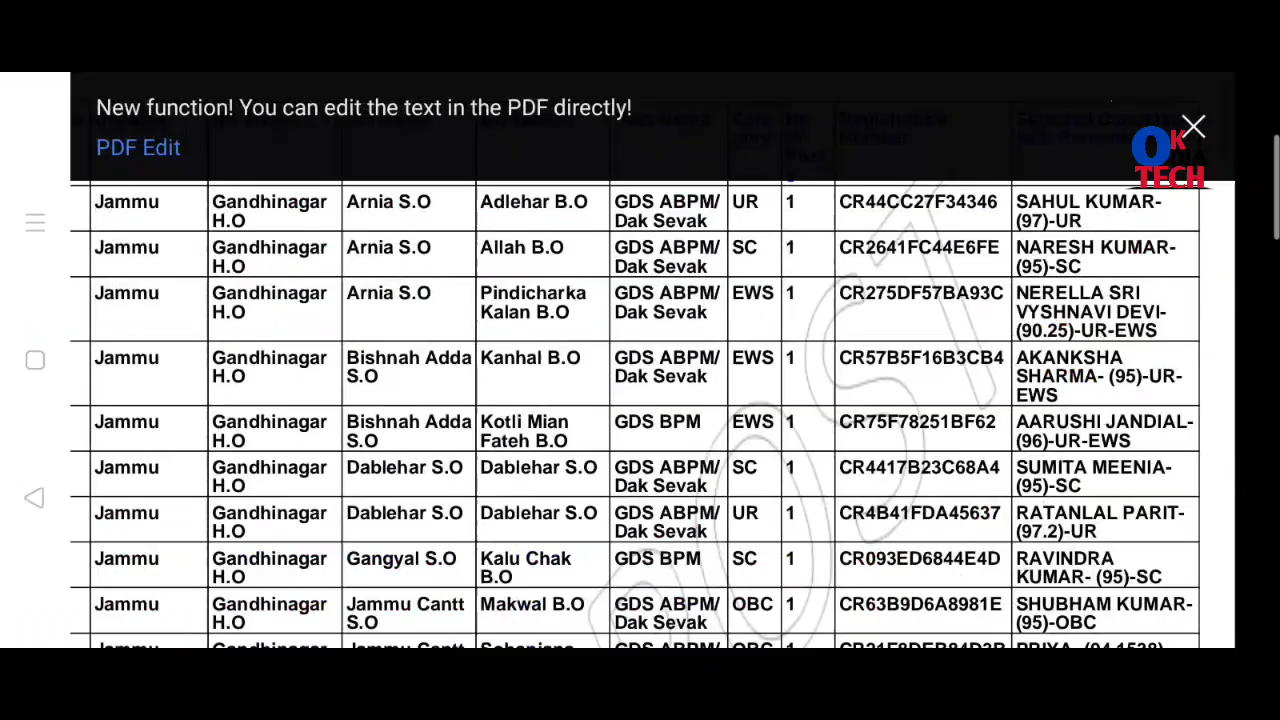 New function! You can edit the text in the PDF directly!
PDF Edit
OK
TECH
Jammu Gandhinagar H.O Arnia S.O Adlehar B.O GDS ABPM/ Dak Sevak UR 1 CR44CC27F34346 SAHUL KUMAR- (97)-UR
Jammu Gandhinagar H.O Arnia S.O Allah B.O GDS ABPM/ Dak Sevak SC 1 CR2641FC44E6FE NARESH KUMAR- (95)-SC
Jammu Gandhinagar H.O Arnia S.O Pindicharka Kalan B.O GDS ABPM/ Dak Sevak EWS 1 CR275DF57BA93C NERELLA SRI VYSHNAVI DEVI- (90.25)-UR-EWS
Jammu Gandhinagar H.O Bishnah Adda S.O Kanhal B.O GDS ABPM/ Dak Sevak EWS 1 CR57B5F16B3CB4 AKANKSHA SHARMA- (95)-UR-EWS
Jammu Gandhinagar H.O Bishnah Adda S.O Kotli Mian Fateh B.O GDS BPM EWS 1 CR75F78251BF62 AARUSHI JANDIAL- (96)-UR-EWS
Jammu Gandhinagar H.O Dablehar S.O Dablehar S.O GDS ABPM/ Dak Sevak SC 1 CR4417B23C68A4 SUMITA MEENIA- (95)-SC
Jammu Gandhinagar H.O Dablehar S.O Dablehar S.O GDS ABPM/ Dak Sevak UR 1 CR4B41FDA45637 RATANLAL PARIT- (97.2)-UR
Jammu Gandhinagar H.O Gangyal S.O Kalu Chak B.O GDS BPM SC 1 CR093ED6844E4D RAVINDRA KUMAR- (95)-SC
Jammu Gandhinagar H.O Jammu Cantt S.O Makwal B.O GDS ABPM/ Dak Sevak OBC 1 CR63B9D6A8981E SHUBHAM KUMAR- (95)-OBC
POST